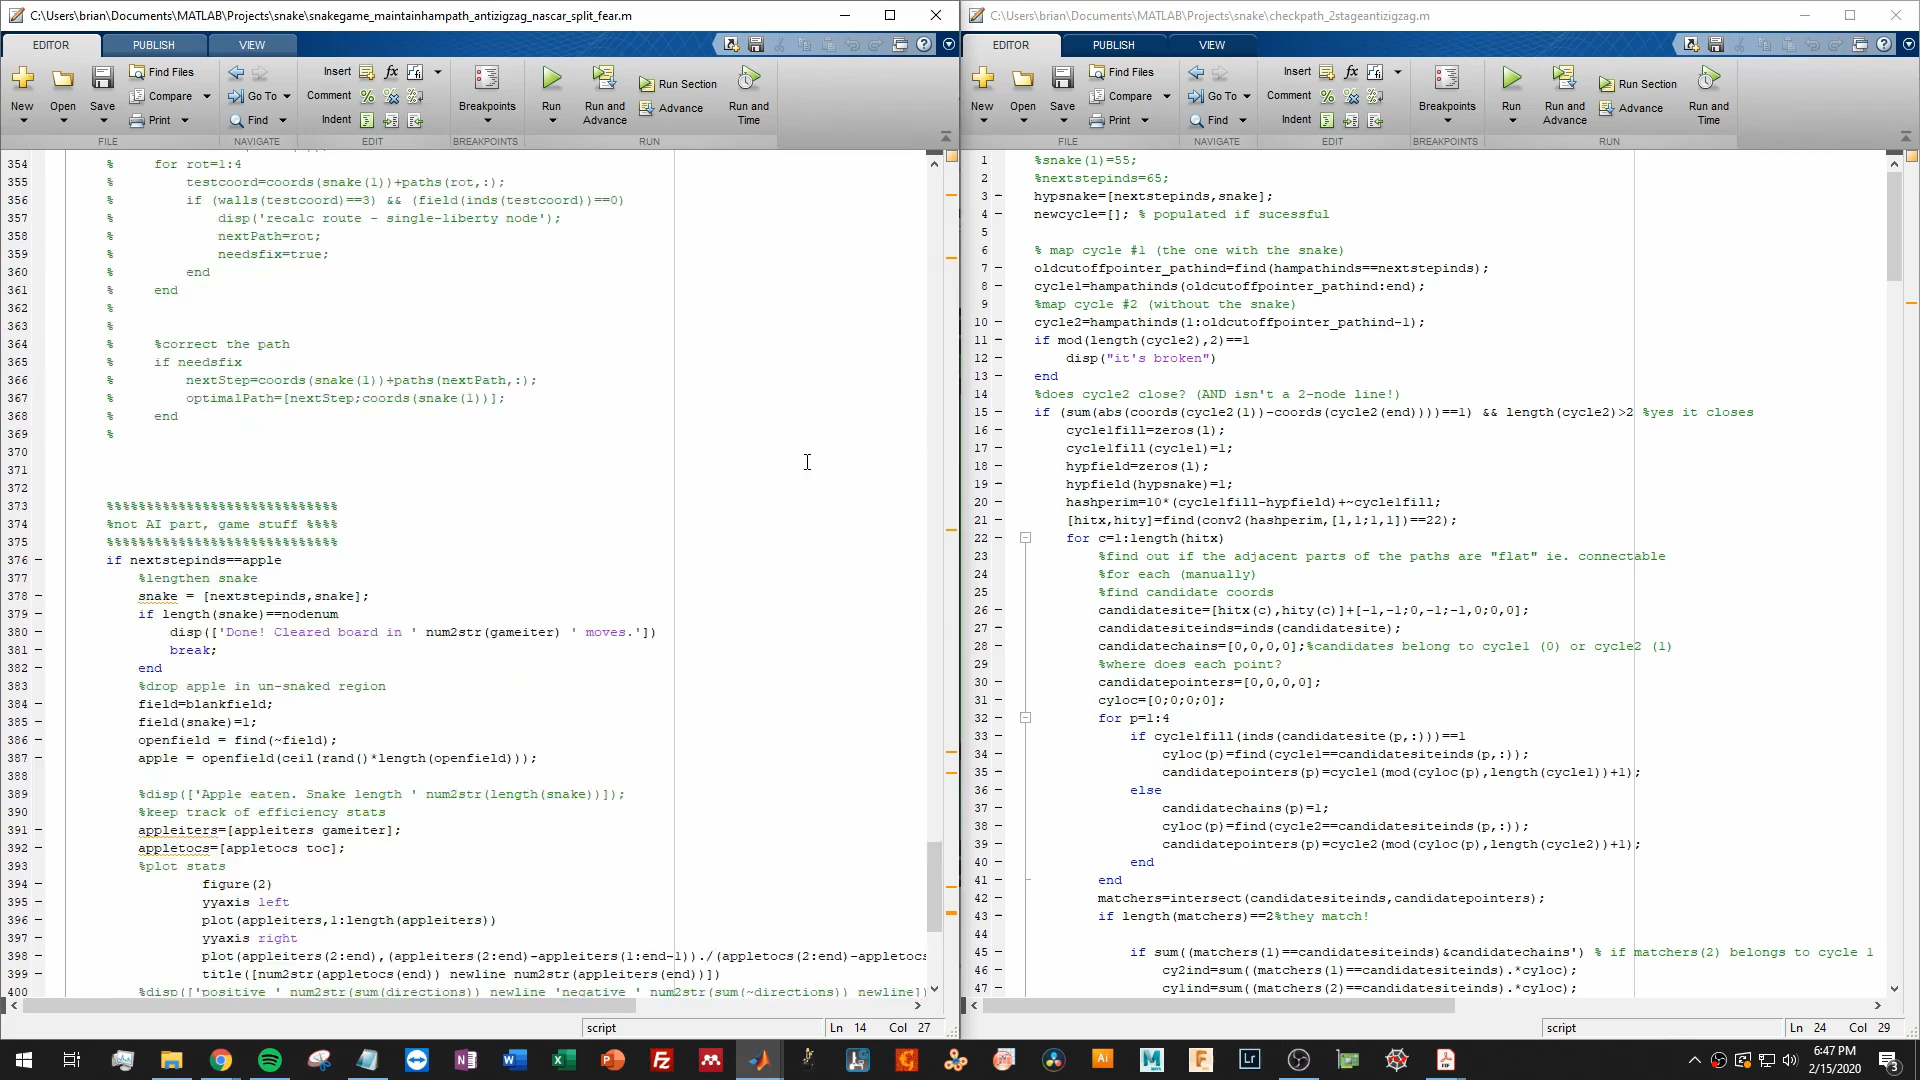 C:\Users\brian\Documents\MATLAB\Projects\snake\snakegame_maintainhampath_antizigzag_nascar_split_fear.m
EDITOR PUBLISH VIEW
New Open Save Find Files Compare Print Go To Find Insert Comment Indent Breakpoints Run Run and Advance Run Section Advance Run and Time
FILE NAVIGATE EDIT BREAKPOINTS RUN
354 % for rot=1:4
355 % testcoord=coords(snake(1))+paths(rot,:);
356 % if (walls(testcoord)==3) && (field(inds(testcoord))==0)
357 % disp('recalc route - single-liberty node');
358 % nextPath=rot;
359 % needsfix=true;
360 % end
361 % end
362 %
363 %
364 % %correct the path
365 % if needsfix
366 % nextStep=coords(snake(1))+paths(nextPath,:);
367 % optimalPath=[nextStep;coords(snake(1))];
368 % end
369 %
370
371
372
373 %%%%%%%%%%%%%%%%%%%%%%%%%%%%%
374 %not AI part, game stuff %%%%
375 %%%%%%%%%%%%%%%%%%%%%%%%%%%%%
376 if nextstepinds==apple
377 %lengthen snake
378 snake = [nextstepinds,snake];
379 if length(snake)==nodenum
380 disp(['Done! Cleared board in ' num2str(gameiter) ' moves.'])
381 break;
382 end
383 %drop apple in un-snaked region
384 field=blankfield;
385 field(snake)=1;
386 openfield = find(~field);
387 apple = openfield(ceil(rand()*length(openfield)));
388
389 %disp(['Apple eaten. Snake length ' num2str(length(snake))]);
390 %keep track of efficiency stats
391 appleiters=[appleiters gameiter];
392 appletocs=[appletocs toc];
393 %plot stats
394 figure(2)
395 yyaxis left
396 plot(appleiters,1:length(appleiters))
397 yyaxis right
398 plot(appleiters(2:end),(appleiters(2:end)-appleiters(1:end-1))./(appletocs(2:end)-appletocs
399 title([num2str(appletocs(end)) newline num2str(appleiters(end))])
400 %disp(['positive ' num2str(sum(directions)) newline 'negative ' num2str(sum(~directions)) newline])
script Ln 14 Col 27
C:\Users\brian\Documents\MATLAB\Projects\snake\checkpath_2stageantizigzag.m
EDITOR PUBLISH VIEW
New Open Save Find Files Compare Print Go To Find Insert Comment Indent Breakpoints Run Run and Advance Run Section Advance Run and Time
FILE NAVIGATE EDIT BREAKPOINTS RUN
1 %snake(1)=55;
2 %nextstepinds=65;
3 hypsnake=[nextstepinds,snake];
4 newcycle=[]; % populated if sucessful
5
6 % map cycle #1 (the one with the snake)
7 oldcutoffpointer_pathind=find(hampathinds==nextstepinds);
8 cycle1=hampathinds(oldcutoffpointer_pathind:end);
9 %map cycle #2 (without the snake)
10 cycle2=hampathinds(1:oldcutoffpointer_pathind-1);
11 if mod(length(cycle2),2)==1
12 disp("it's broken")
13 end
14 %does cycle2 close? (AND isn't a 2-node line!)
15 if (sum(abs(coords(cycle2(1))-coords(cycle2(end))))==1) && length(cycle2)>2 %yes it closes
16 cycle1fill=zeros(l);
17 cycle1fill(cycle1)=1;
18 hypfield=zeros(l);
19 hypfield(hypsnake)=1;
20 hashperim=10*(cycle1fill-hypfield)+~cycle1fill;
21 [hitx,hity]=find(conv2(hashperim,[1,1;1,1])==22);
22 for c=1:length(hitx)
23 %find out if the adjacent parts of the paths are "flat" ie. connectable
24 %for each (manually)
25 %find candidate coords
26 candidatesite=[hitx(c),hity(c)]+[-1,-1;0,-1;-1,0;0,0];
27 candidatesiteinds=inds(candidatesite);
28 candidatechains=[0,0,0,0];%candidates belong to cycle1 (0) or cycle2 (1)
29 %where does each point?
30 candidatepointers=[0,0,0,0];
31 cyloc=[0;0;0;0];
32 for p=1:4
33 if cycle1fill(inds(candidatesite(p,:)))==1
34 cyloc(p)=find(cycle1==candidatesiteinds(p,:));
35 candidatepointers(p)=cycle1(mod(cyloc(p),length(cycle1))+1);
36 else
37 candidatechains(p)=1;
38 cyloc(p)=find(cycle2==candidatesiteinds(p,:));
39 candidatepointers(p)=cycle2(mod(cyloc(p),length(cycle2))+1);
40 end
41 end
42 matchers=intersect(candidatesiteinds,candidatepointers);
43 if length(matchers)==2%they match!
44
45 if sum((matchers(1)==candidatesiteinds)&candidatechains') % if matchers(2) belongs to cycle 1
46 cy2ind=sum((matchers(1)==candidatesiteinds).*cyloc);
47 cy1ind=sum((matchers(2)==candidatesiteinds).*cyloc);
script Ln 24 Col 29
6:47 PM
2/15/2020